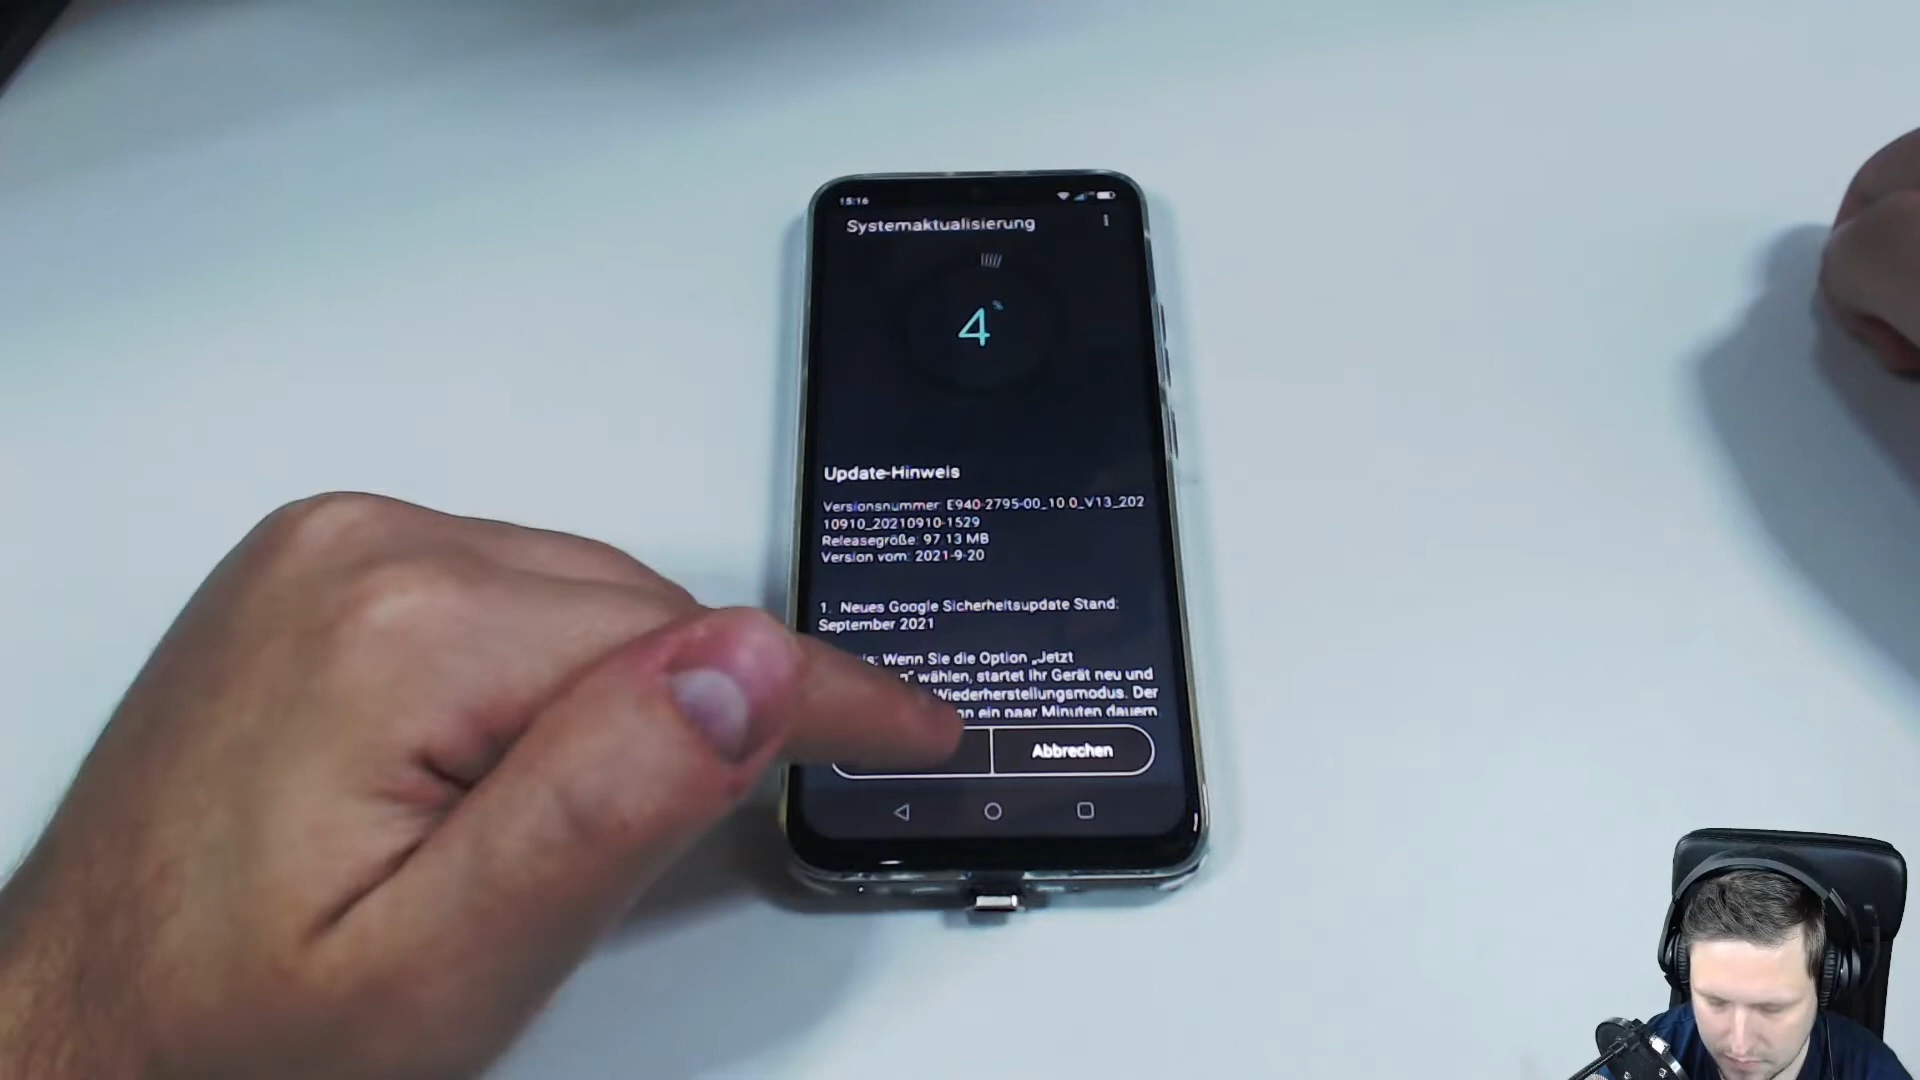 15:16
Systemaktualisierung
4%
Update-Hinweis
Versionsnummer: E940-2795-00_10.0_V13_202
10910_20210910-1529
Releasegröße: 97.13 MB
Version vom: 2021-9-20
1. Neues Google Sicherheitsupdate Stand:
September 2021
Wenn Sie die Option „Jetzt
wählen, startet Ihr Gerät neu und
Wiederherstellungsmodus. Der
ein paar Minuten dauern
Abbrechen